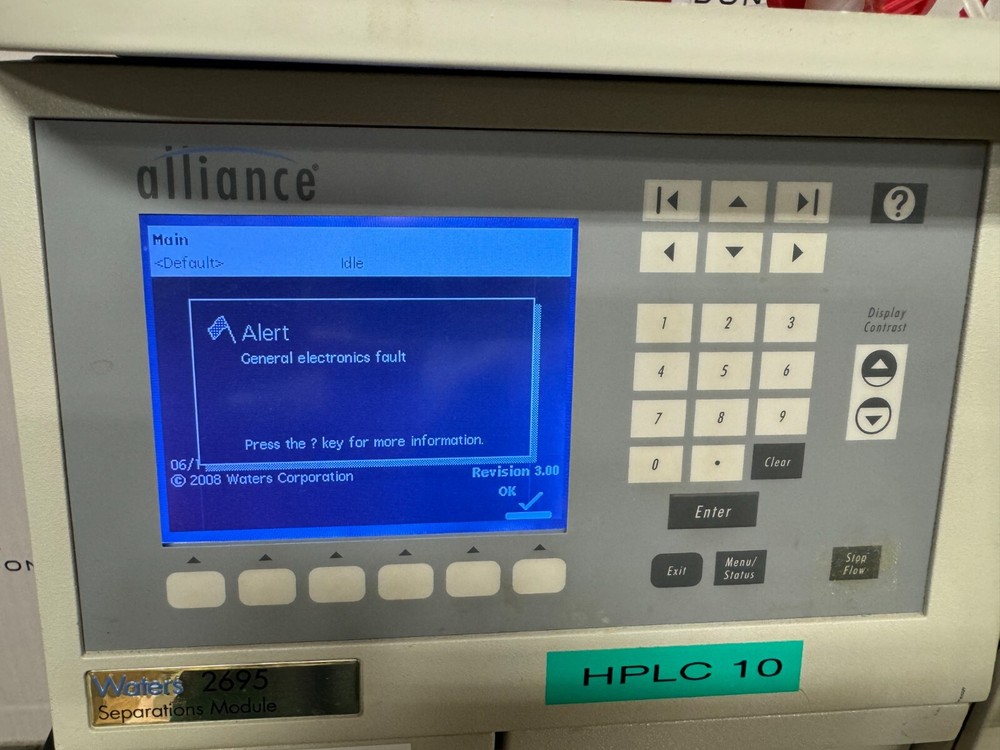 alliance®
Main
<Default> Idle
Alert
General electronics fault
Press the ? key for more information.
06/1
© 2008 Waters Corporation
Revision 3.00
OK
?
1 2 3
4 5 6
7 8 9
0 . Clear
Enter
Exit Menu/
Status
Stop
Flow
Display
Contrast
Waters 2695
Separations Module
HPLC 10